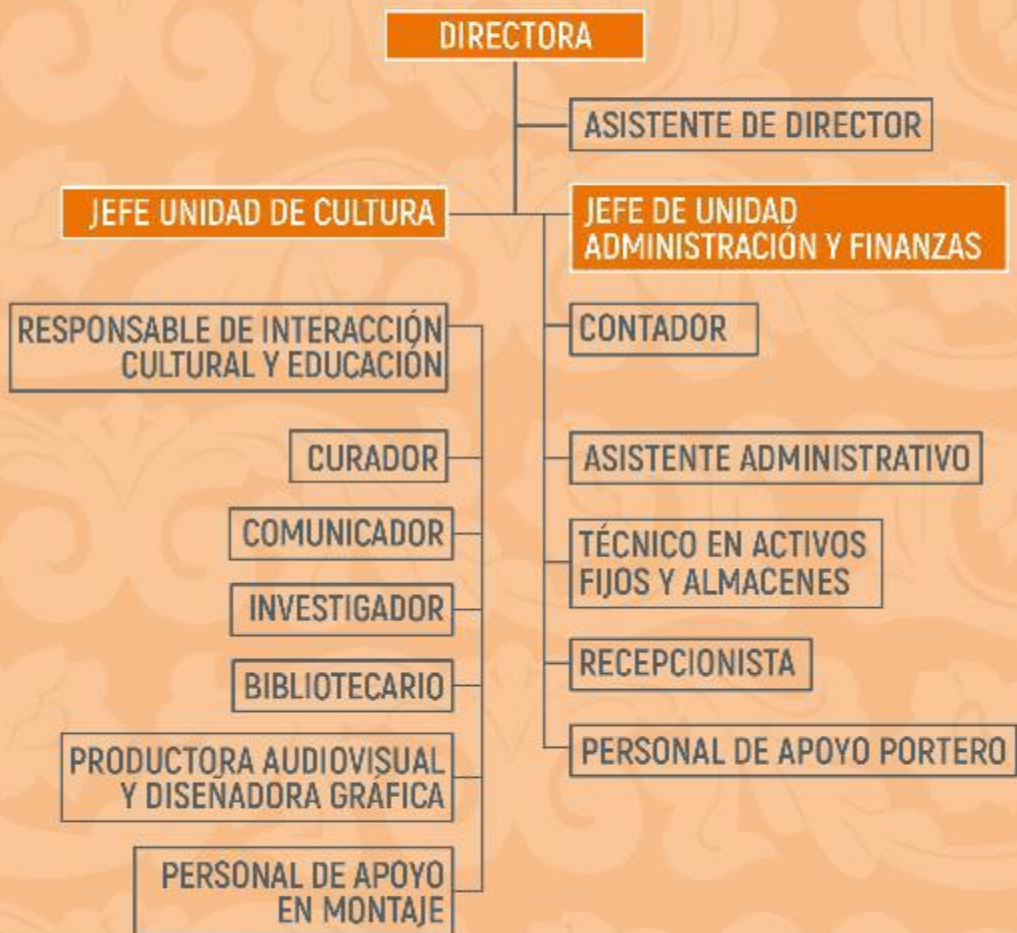 DIRECTORA
ASISTENTE DE DIRECTOR
JEFE UNIDAD DE CULTURA
JEFE DE UNIDAD
ADMINISTRACIÓN Y FINANZAS
RESPONSABLE DE INTERACCIÓN
CULTURAL Y EDUCACIÓN
CURADOR
COMUNICADOR
INVESTIGADOR
BIBLIOTECARIO
PRODUCTORA AUDIOVISUAL
Y DISEÑADORA GRÁFICA
PERSONAL DE APOYO
EN MONTAJE
CONTADOR
ASISTENTE ADMINISTRATIVO
TÉCNICO EN ACTIVOS
FIJOS Y ALMACENES
RECEPCIONISTA
PERSONAL DE APOYO PORTERO